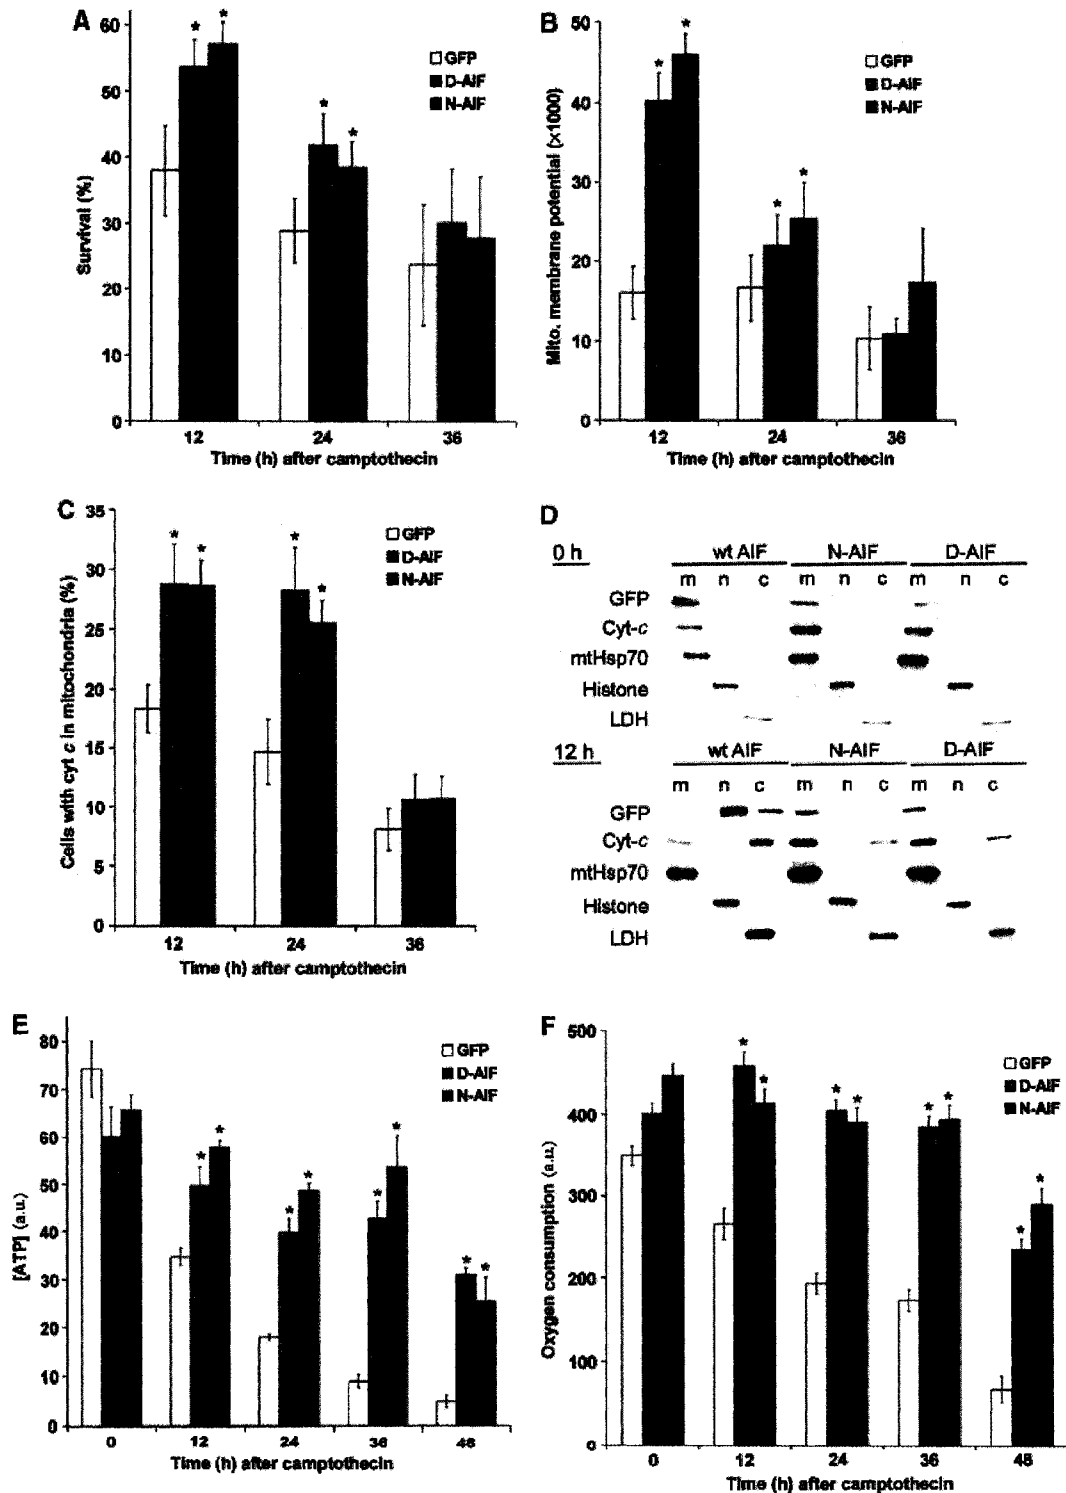 A
Survival (%)
60
50
40
30
20
10
0
GFP
D-AIF
N-AIF
* * * *
12 24 36
Time (h) after camptothecin
B
Mito. membrane potential (×1000)
50
40
30
20
10
0
GFP
D-AIF
N-AIF
* * * *
12 24 36
Time (h) after camptothecin
C
Cells with cyt c in mitochondria (%)
35
30
25
20
15
10
5
0
GFP
D-AIF
N-AIF
* * * *
12 24 36
Time (h) after camptothecin
D
0 h wt AIF N-AIF D-AIF
m n c m n c m n c
GFP
Cyt-c
mtHsp70
Histone
LDH
12 h wt AIF N-AIF D-AIF
m n c m n c m n c
GFP
Cyt-c
mtHsp70
Histone
LDH
E
[ATP] (a.u.)
80
70
60
50
40
30
20
10
0
GFP
D-AIF
N-AIF
* * * * * * * *
0 12 24 36 48
Time (h) after camptothecin
F
Oxygen consumption (a.u.)
500
400
300
200
100
0
GFP
D-AIF
N-AIF
* * * * * * * *
0 12 24 36 48
Time (h) after camptothecin